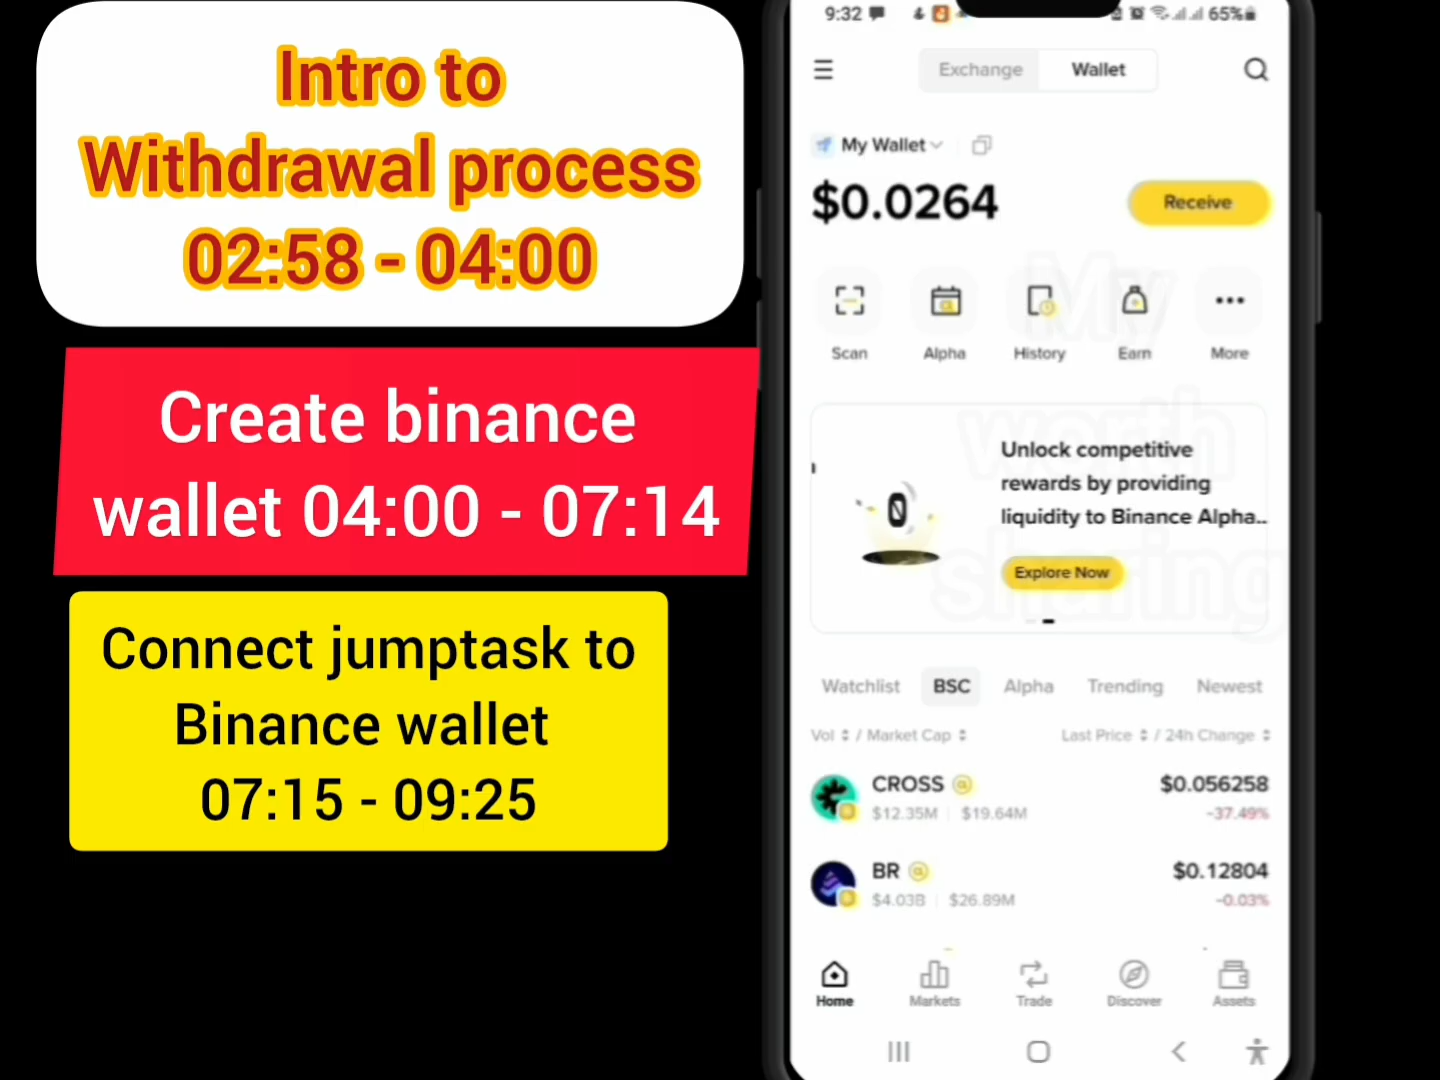 Intro to
Withdrawal process
02:58 - 04:00
Create binance
wallet 04:00 - 07:14
Connect jumptask to
Binance wallet
07:15 - 09:25
9:32
65%
Exchange
Wallet
My Wallet
$0.0264
Receive
Scan
Alpha
History
Earn
More
My
worth
sharing
Unlock competitive
rewards by providing
liquidity to Binance Alpha..
Explore Now
Watchlist
BSC
Alpha
Trending
Newest
Vol / Market Cap
Last Price / 24h Change
CROSS
$0.056258
$12.35M | $19.64M
-37.49%
BR
$0.12804
$4.03B | $26.89M
-0.03%
Home
Markets
Trade
Discover
Assets